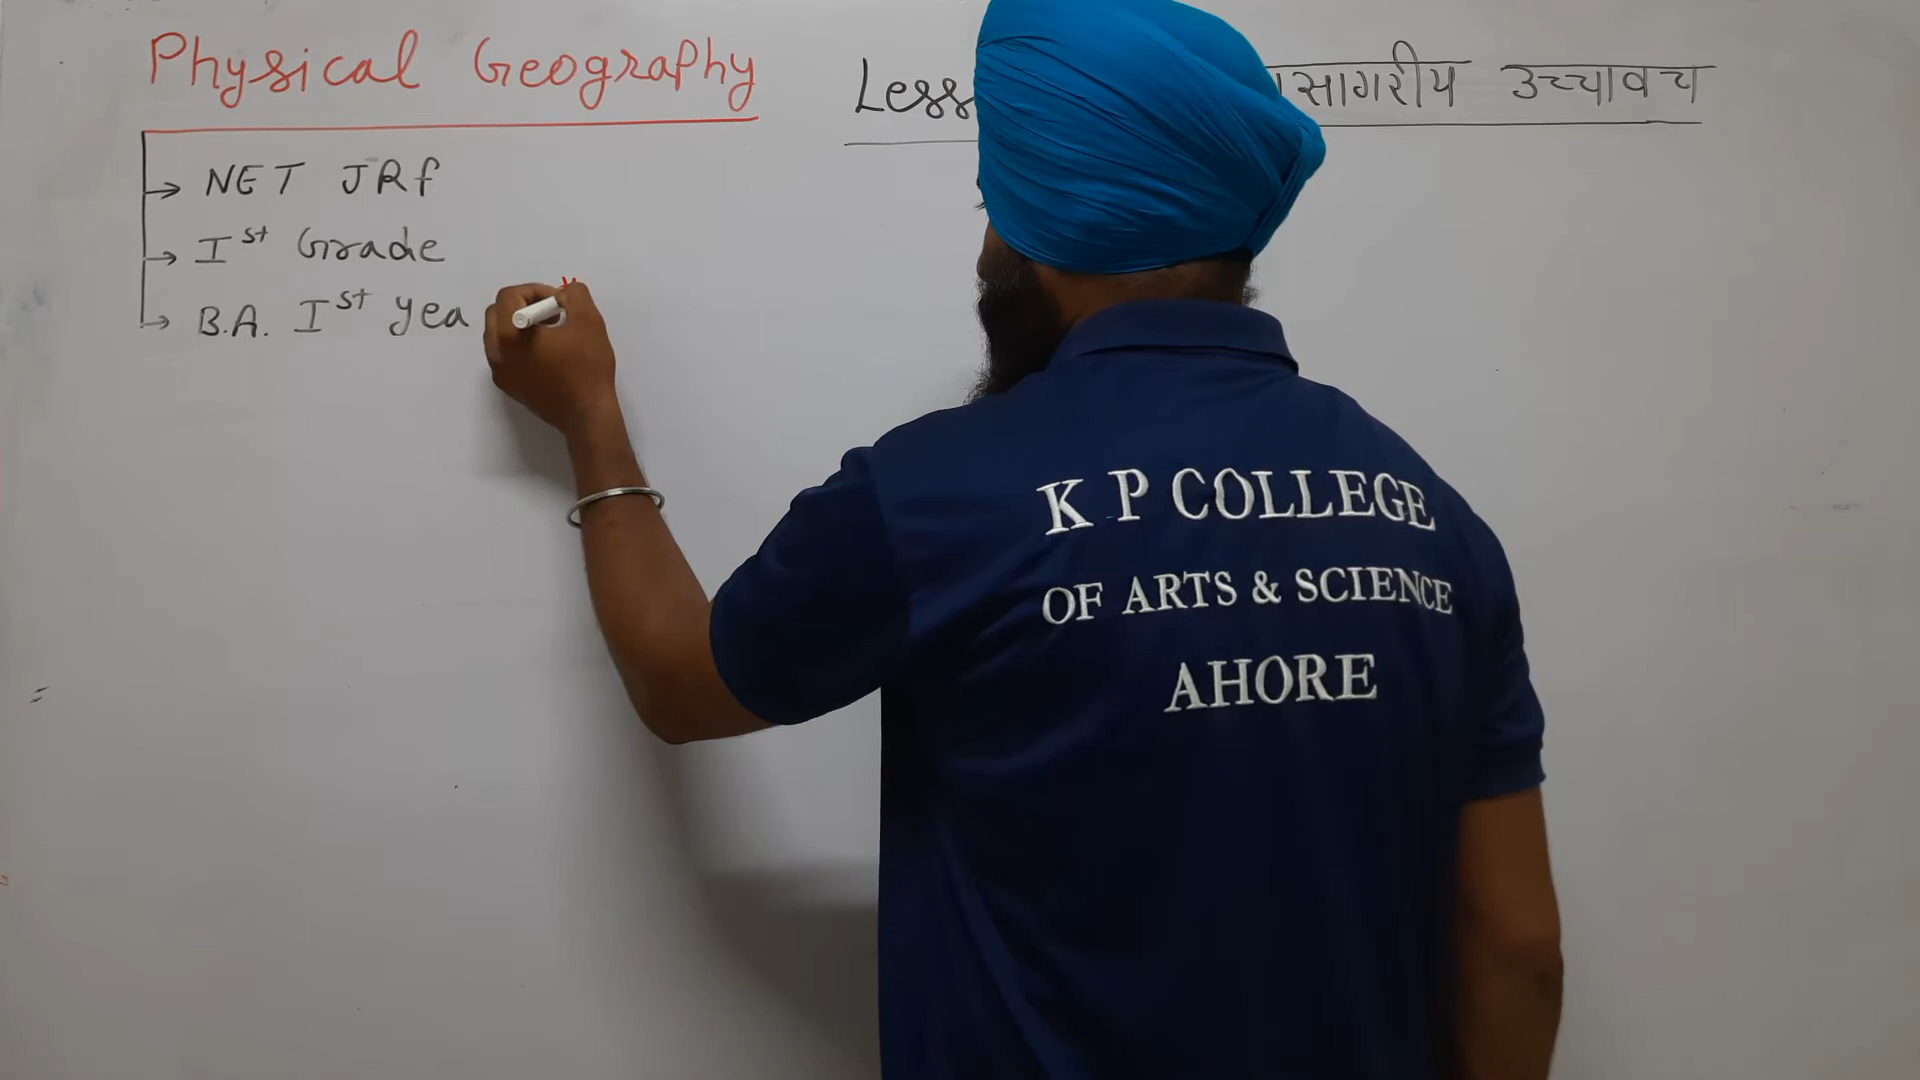 Physical Geography
Less सागरीय उच्चावच
NET JRf
Ist Grade
B.A. Ist yea
K P COLLEGE
OF ARTS & SCIENCE
AHORE